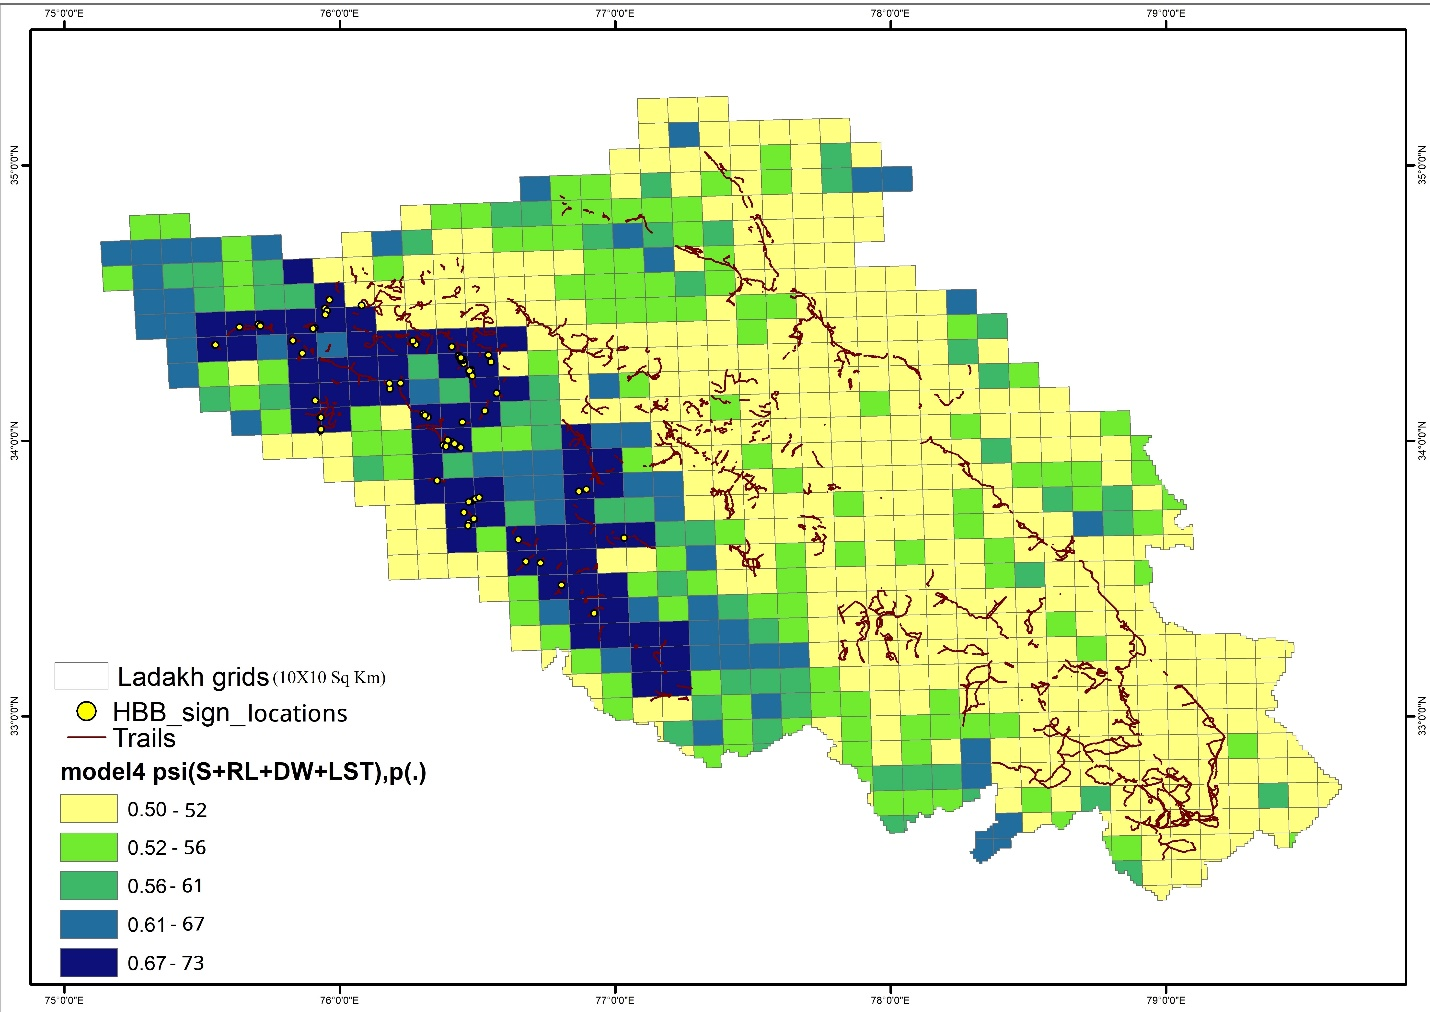 75°0'0"E 76°0'0"E 77°0'0"E 78°0'0"E 79°0'0"E
35°0'0"N 35°0'0"N
34°0'0"N 34°0'0"N
33°0'0"N 33°0'0"N
Ladakh grids (10X10 Sq Km)
HBB_sign_locations
Trails
model4 psi(S+RL+DW+LST),p(.)
0.50 - 52
0.52 - 56
0.56 - 61
0.61 - 67
0.67 - 73
75°0'0"E 76°0'0"E 77°0'0"E 78°0'0"E 79°0'0"E